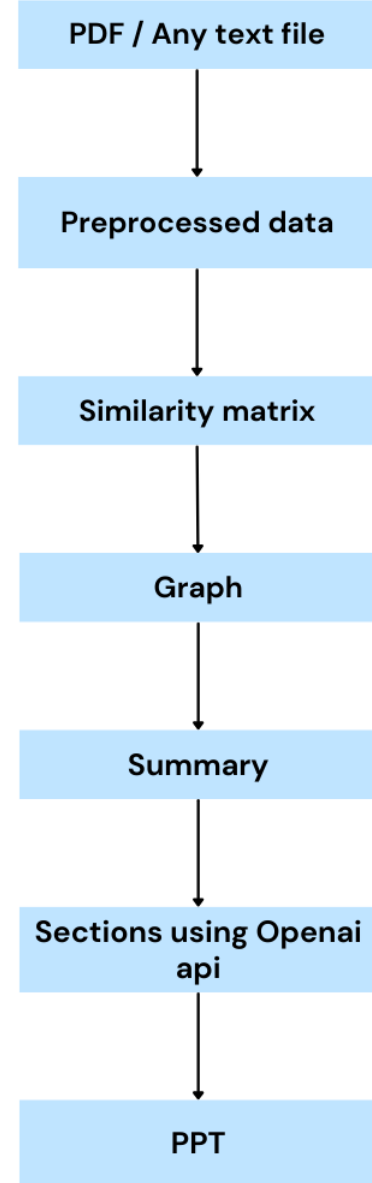 PDF / Any text file
Preprocessed data
Similarity matrix
Graph
Summary
Sections using Openai
api
PPT